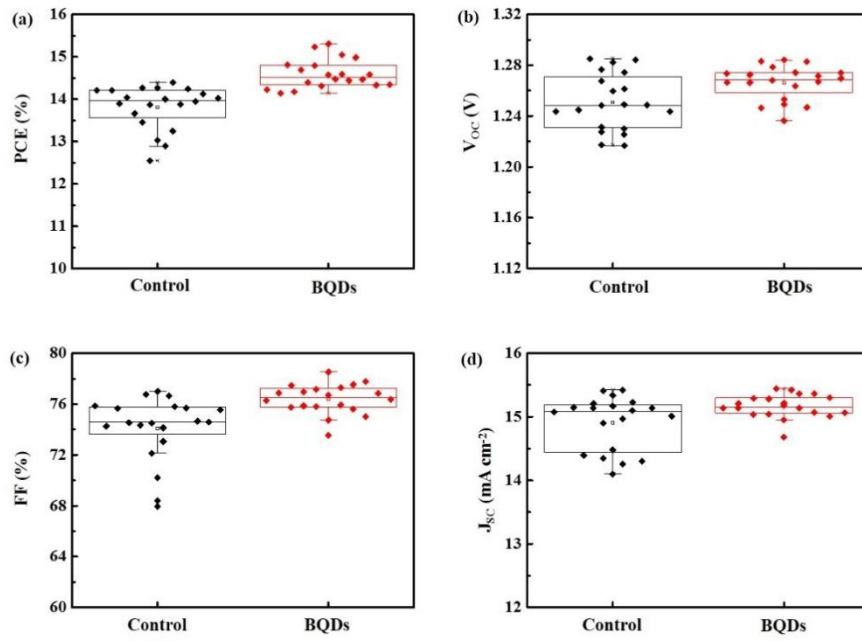 (a)
PCE (%)
16
15
14
13
12
11
10
Control
BQDs
(b)
V_OC (V)
1.32
1.28
1.24
1.20
1.16
1.12
Control
BQDs
(c)
FF (%)
80
76
72
68
64
60
Control
BQDs
(d)
J_SC (mA cm⁻²)
16
15
14
13
12
Control
BQDs